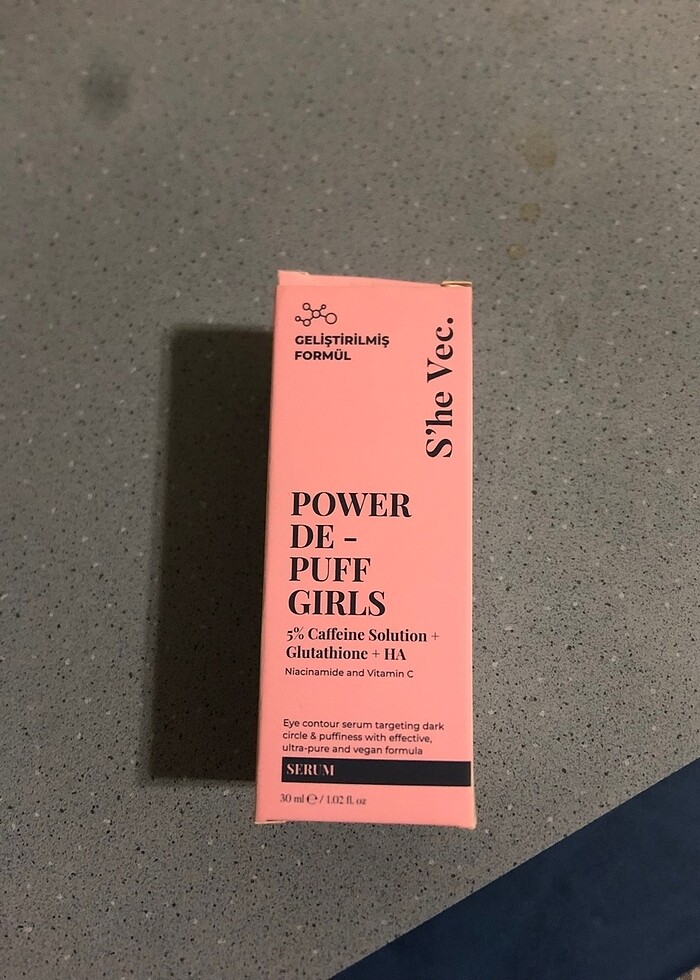 GELİŞTİRİLMİŞ
FORMÜL
S'he Vec.
POWER
DE -
PUFF
GIRLS
5% Caffeine Solution +
Glutathione + HA
Niacinamide and Vitamin C
Eye contour serum targeting dark
circle & puffiness with effective,
ultra-pure and vegan formula
SERUM
30 ml ℮ / 1.02 fl. oz